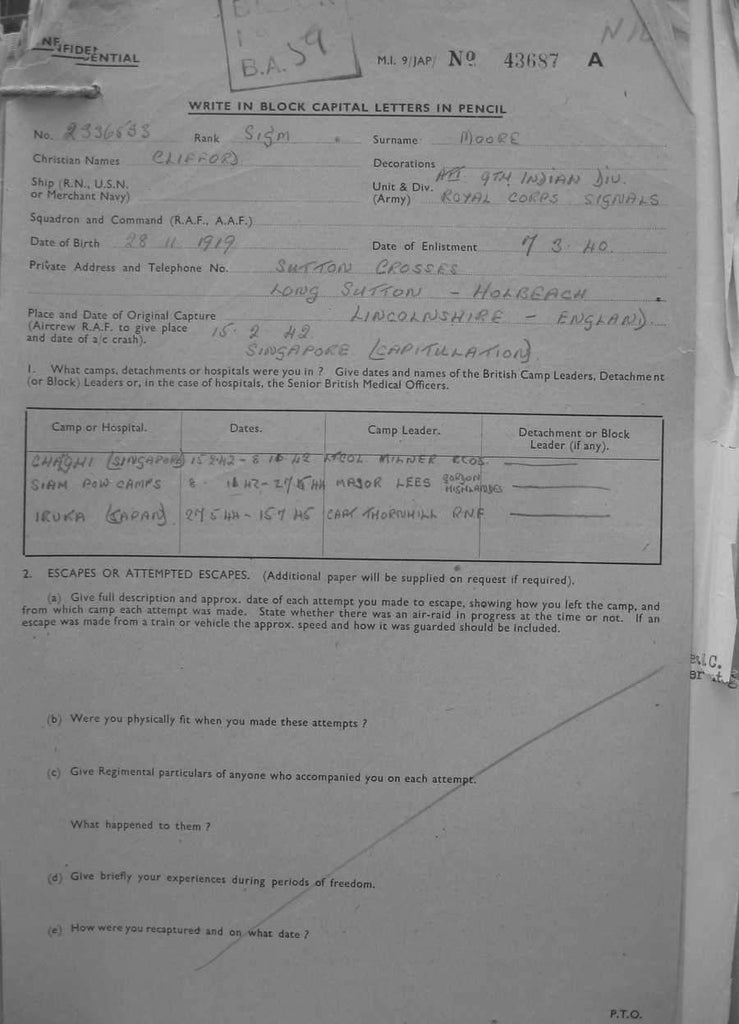 CONFIDENTIAL
B.A. 59
M.I. 9/JAP/ No 43687 A
WRITE IN BLOCK CAPITAL LETTERS IN PENCIL
No. 2336533 Rank SIGM Surname MOORE
Christian Names CLIFFORD Decorations
Ship (R.N., U.S.N. or Merchant Navy)
Unit & Div. (Army) ATT 9TH INDIAN DIV.
ROYAL CORPS SIGNALS
Squadron and Command (R.A.F., A.A.F.)
Date of Birth 28 11 1919 Date of Enlistment 7 3 40
Private Address and Telephone No. SUTTON CROSSES
LONG SUTTON - HOLBEACH
LINCOLNSHIRE - ENGLAND.
Place and Date of Original Capture
(Aircrew R.A.F. to give place 15 2 42
and date of a/c crash). SINGAPORE (CAPITULATION)
1. What camps, detachments or hospitals were you in ? Give dates and names of the British Camp Leaders, Detachment
(or Block) Leaders or, in the case of hospitals, the Senior British Medical Officers.
Camp or Hospital. Dates. Camp Leader. Detachment or Block
Leader (if any).
CHAGHI (SINGAPORE) 15 2 42 - 8 10 42 LTCOL MILNER
SIAM POW CAMPS 8 10 42 - 27 5 44 MAJOR LEES GORDON HIGHLANDERS
IRUKA (JAPAN) 27 5 44 - 15 7 45 CAPT THORNHILL RNF
2. ESCAPES OR ATTEMPTED ESCAPES. (Additional paper will be supplied on request if required).
(a) Give full description and approx. date of each attempt you made to escape, showing how you left the camp, and
from which camp each attempt was made. State whether there was an air-raid in progress at the time or not. If an
escape was made from a train or vehicle the approx. speed and how it was guarded should be included.
(b) Were you physically fit when you made these attempts ?
(c) Give Regimental particulars of anyone who accompanied you on each attempt.
What happened to them ?
(d) Give briefly your experiences during periods of freedom.
(e) How were you recaptured and on what date ?
P.T.O.